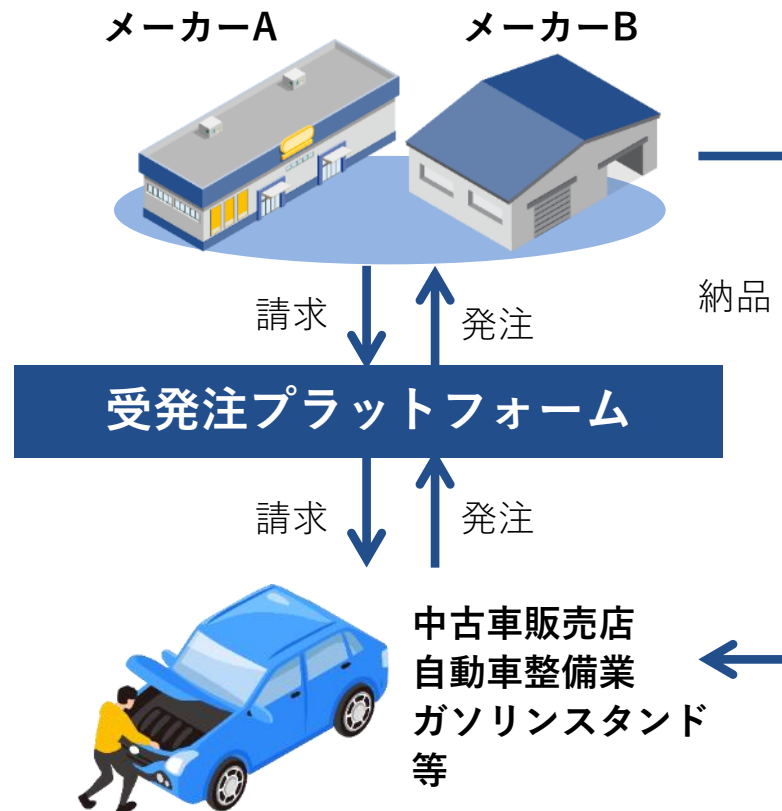 メーカーA
メーカーB
請求
発注
納品
受発注プラットフォーム
請求
発注
中古車販売店
自動車整備業
ガソリンスタンド
等